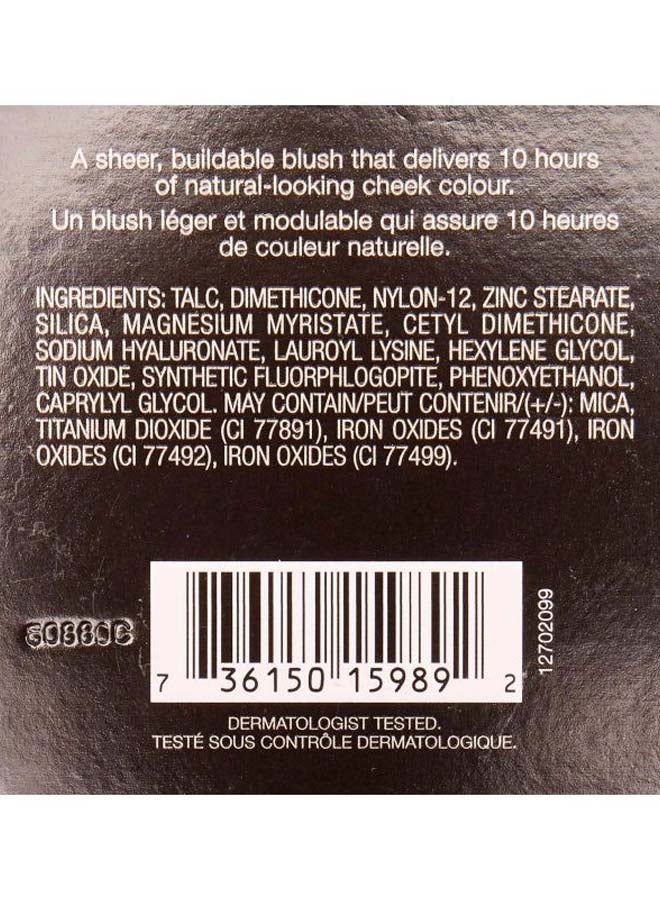 A sheer, buildable blush that delivers 10 hours
of natural-looking cheek colour.
Un blush léger et modulable qui assure 10 heures
de couleur naturelle.
INGREDIENTS: TALC, DIMETHICONE, NYLON-12, ZINC STEARATE,
SILICA, MAGNESIUM MYRISTATE, CETYL DIMETHICONE,
SODIUM HYALURONATE, LAUROYL LYSINE, HEXYLENE GLYCOL,
TIN OXIDE, SYNTHETIC FLUORPHLOGOPITE, PHENOXYETHANOL,
CAPRYLYL GLYCOL. MAY CONTAIN/PEUT CONTENIR/(+/-): MICA,
TITANIUM DIOXIDE (CI 77891), IRON OXIDES (CI 77491), IRON
OXIDES (CI 77492), IRON OXIDES (CI 77499).
12702099
7 36150 15989 2
DERMATOLOGIST TESTED.
TESTÉ SOUS CONTRÔLE DERMATOLOGIQUE.